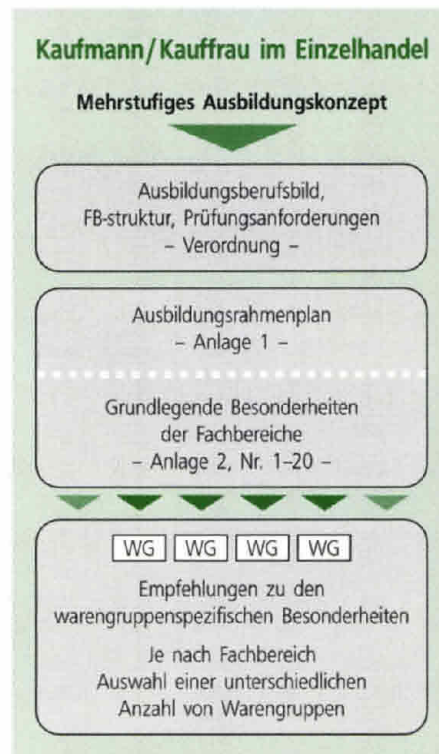 Kaufmann/Kauffrau im Einzelhandel
Mehrstufiges Ausbildungskonzept
Ausbildungsberufsbild,
FB-struktur, Prüfungsanforderungen
– Verordnung –
Ausbildungsrahmenplan
– Anlage 1 –
Grundlegende Besonderheiten
der Fachbereiche
– Anlage 2, Nr. 1–20 –
WG WG WG WG
Empfehlungen zu den
warengruppenspezifischen Besonderheiten
Je nach Fachbereich
Auswahl einer unterschiedlichen
Anzahl von Warengruppen